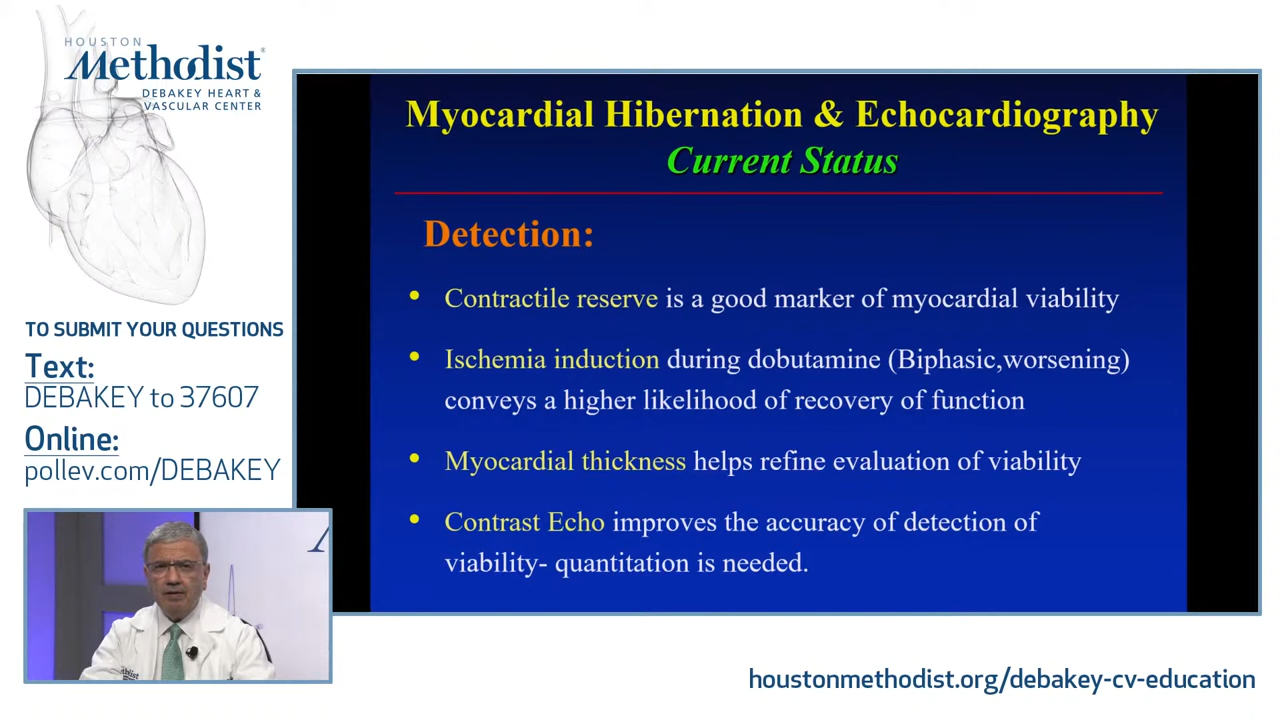 HOUSTON
Methodist®
DEBAKEY HEART &
VASCULAR CENTER
TO SUBMIT YOUR QUESTIONS
Text:
DEBAKEY to 37607
Online:
pollev.com/DEBAKEY
Myocardial Hibernation & Echocardiography
Current Status
Detection:
• Contractile reserve is a good marker of myocardial viability
• Ischemia induction during dobutamine (Biphasic,worsening)
conveys a higher likelihood of recovery of function
• Myocardial thickness helps refine evaluation of viability
• Contrast Echo improves the accuracy of detection of
viability- quantitation is needed.
houstonmethodist.org/debakey-cv-education